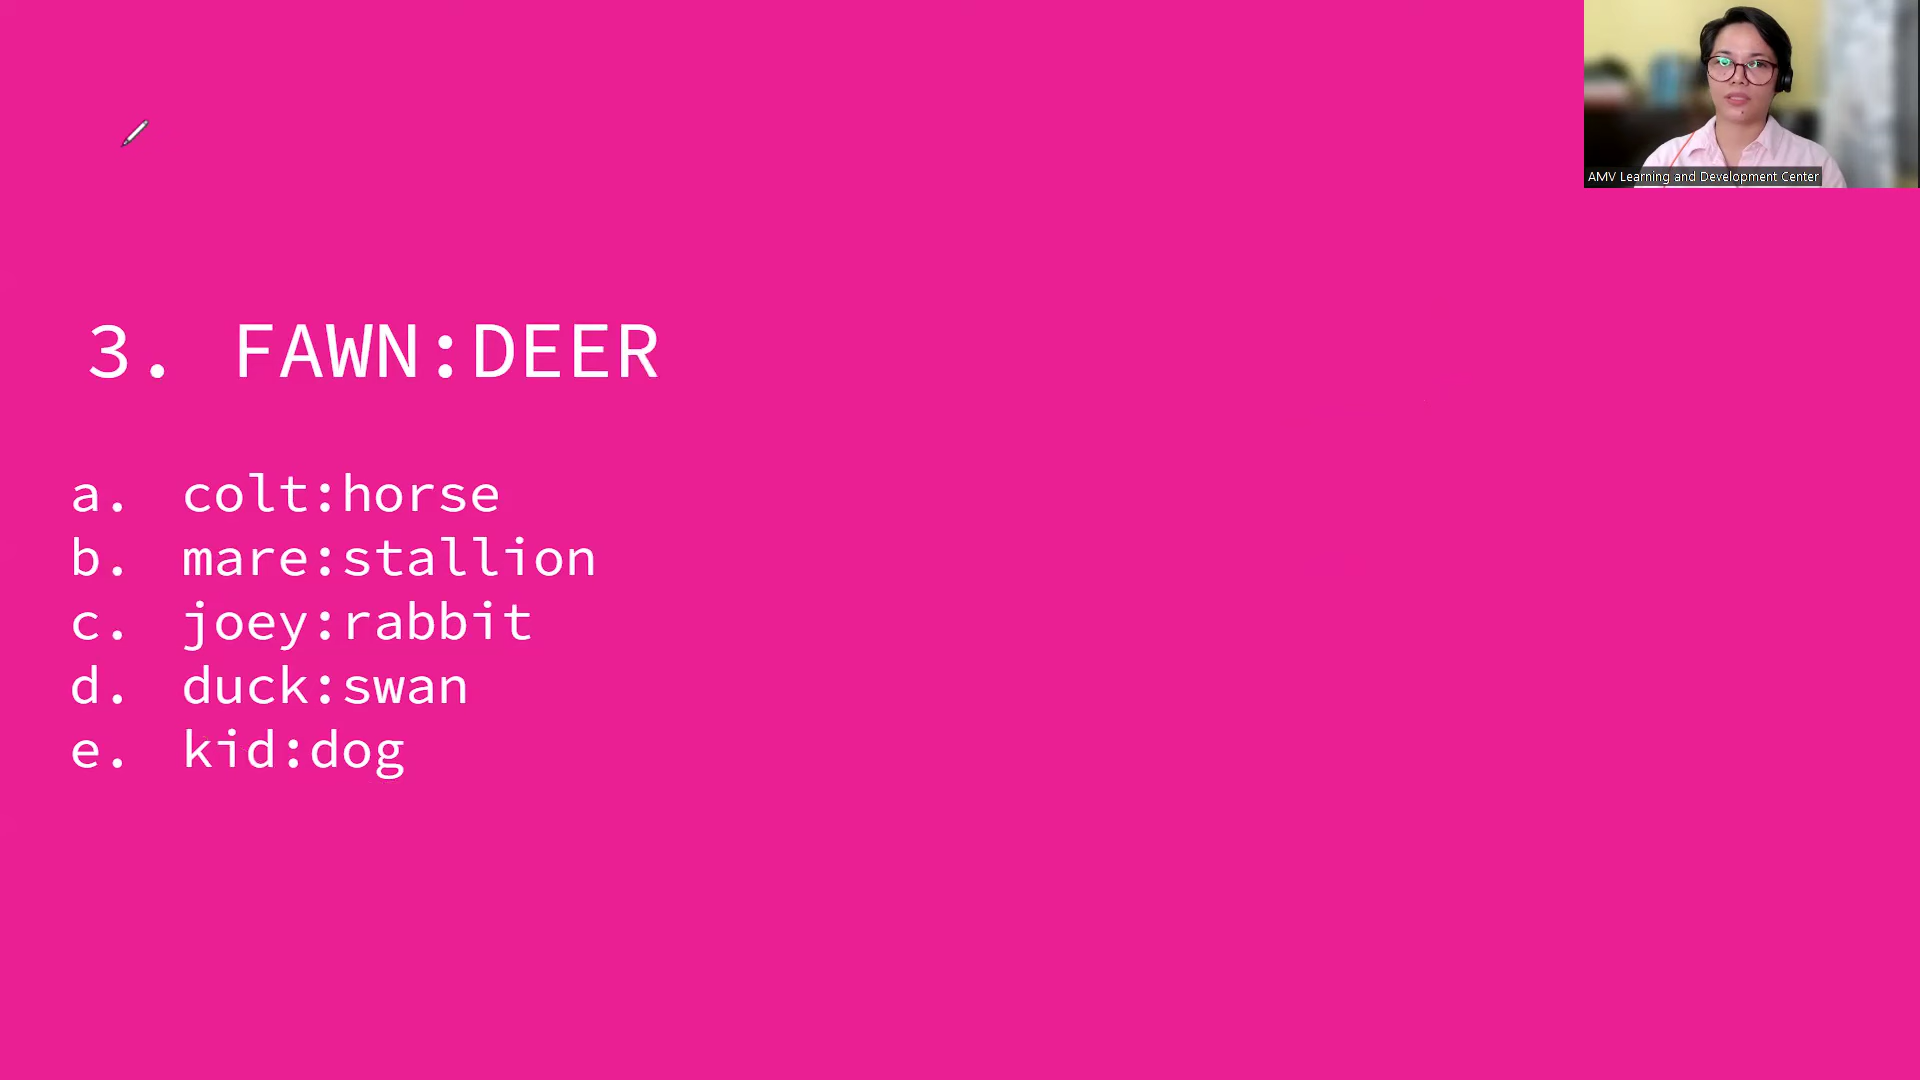 AMV Learning and Development Center
3. FAWN:DEER
a. colt:horse
b. mare:stallion
c. joey:rabbit
d. duck:swan
e. kid:dog